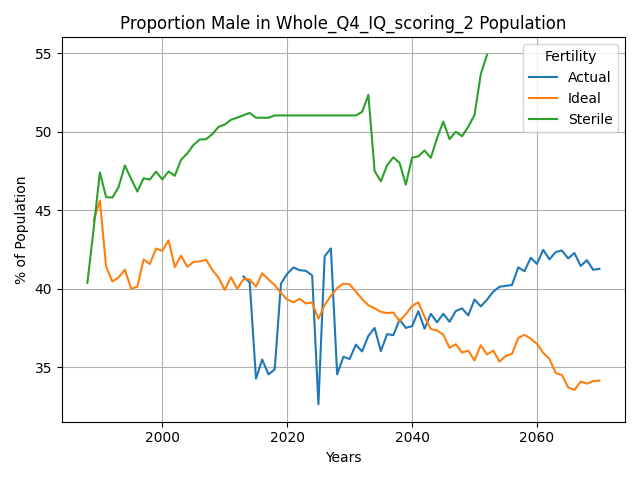 Proportion Male in Whole_Q4_IQ_scoring_2 Population
% of Population
55
50
45
40
35
2000
2020
2040
2060
Years
Fertility
Actual
Ideal
Sterile